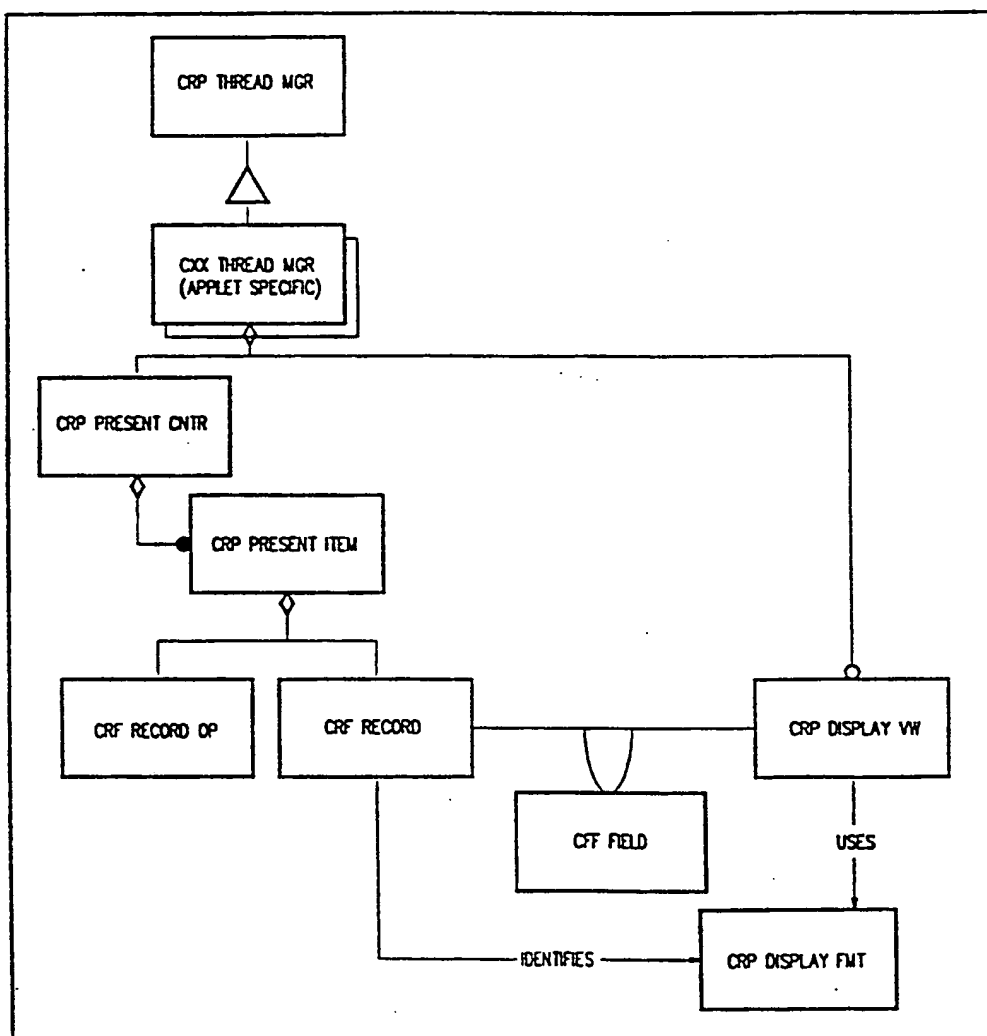 CRP THREAD MGR
CXX THREAD MGR
(APPLET SPECIFIC)
CRP PRESENT CNTR
CRP PRESENT ITEM
CRF RECORD OP
CRF RECORD
CRP DISPLAY VW
CFF FIELD
USES
IDENTIFIES
CRP DISPLAY FMT